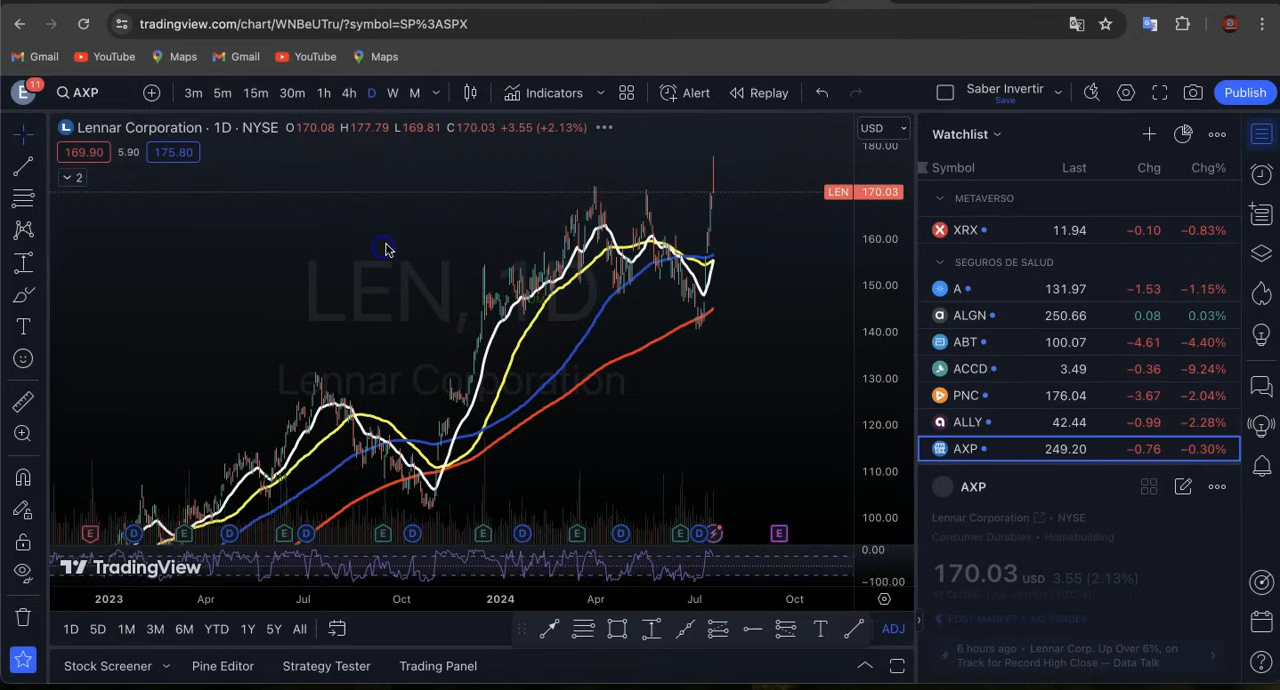 tradingview.com/chart/WNBeUTru/?symbol=SP%3ASPX
Gmail YouTube Maps Gmail YouTube Maps
E 11 AXP 3m 5m 15m 30m 1h 4h D W M Indicators Alert Replay Saber Invertir Publish
Save
Lennar Corporation · 1D · NYSE O170.08 H177.79 L169.81 C170.03 +3.55 (+2.13%)
169.90 5.90 175.80
2
USD
180.00
LEN 170.03
160.00
150.00
140.00
130.00
120.00
110.00
100.00
0.00
−100.00
LEN, 1D
Lennar Corporation
E D E D E D E D E D E D E D E D E
TradingView
2023 Apr Jul Oct 2024 Apr Jul Oct
1D 5D 1M 3M 6M YTD 1Y 5Y All ADJ
Stock Screener Pine Editor Strategy Tester Trading Panel
Watchlist
Symbol Last Chg Chg%
METAVERSO
XRX 11.94 −0.10 −0.83%
SEGUROS DE SALUD
A 131.97 −1.53 −1.15%
ALGN 250.66 0.08 0.03%
ABT 100.07 −4.61 −4.40%
ACCD 3.49 −0.36 −9.24%
PNC 176.04 −3.67 −2.04%
ALLY 42.44 −0.99 −2.28%
AXP 249.20 −0.76 −0.30%
AXP
Lennar Corporation · NYSE
Consumer Durables · Homebuilding
170.03 USD 3.55 (2.13%)
POST MARKET · NO TRADES
6 hours ago · Lennar Corp. Up Over 6%, on
Track for Record High Close — Data Talk